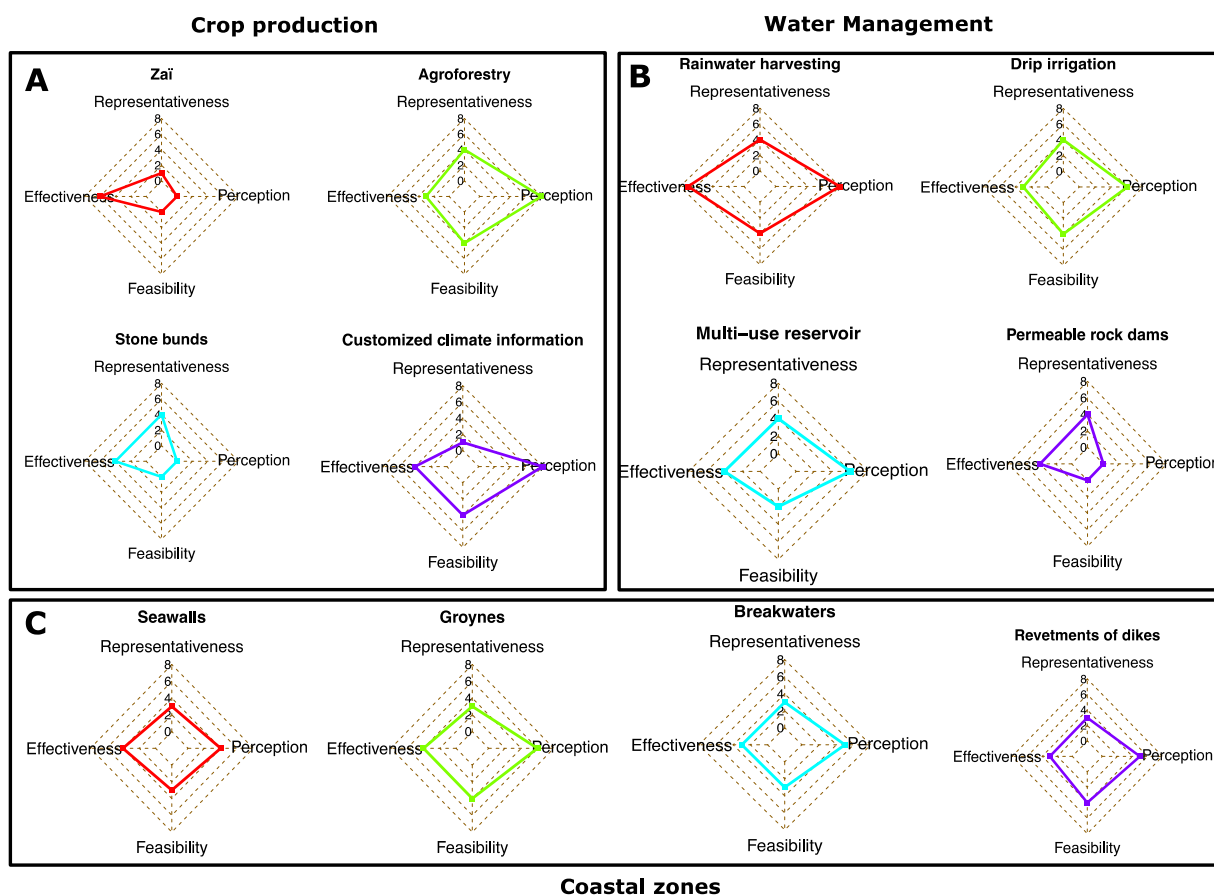 Crop production
Water Management
A
Zaï
Representativeness
8
6
4
2
0
Effectiveness
Perception
Feasibility
Agroforestry
Representativeness
8
6
4
2
0
Effectiveness
Perception
Feasibility
Stone bunds
Representativeness
8
6
4
2
0
Effectiveness
Perception
Feasibility
Customized climate information
Representativeness
8
6
4
2
0
Effectiveness
Perception
Feasibility
B
Rainwater harvesting
Representativeness
8
6
4
2
0
Effectiveness
Perception
Feasibility
Drip irrigation
Representativeness
8
6
4
2
0
Effectiveness
Perception
Feasibility
Multi−use reservoir
Representativeness
8
6
4
2
0
Effectiveness
Perception
Feasibility
Permeable rock dams
Representativeness
8
6
4
2
0
Effectiveness
Perception
Feasibility
C
Seawalls
Representativeness
8
6
4
2
0
Effectiveness
Perception
Feasibility
Groynes
Representativeness
8
6
4
2
0
Effectiveness
Perception
Feasibility
Breakwaters
Representativeness
8
6
4
2
0
Effectiveness
Perception
Feasibility
Revetments of dikes
Representativeness
8
6
4
2
0
Effectiveness
Perception
Feasibility
Coastal zones